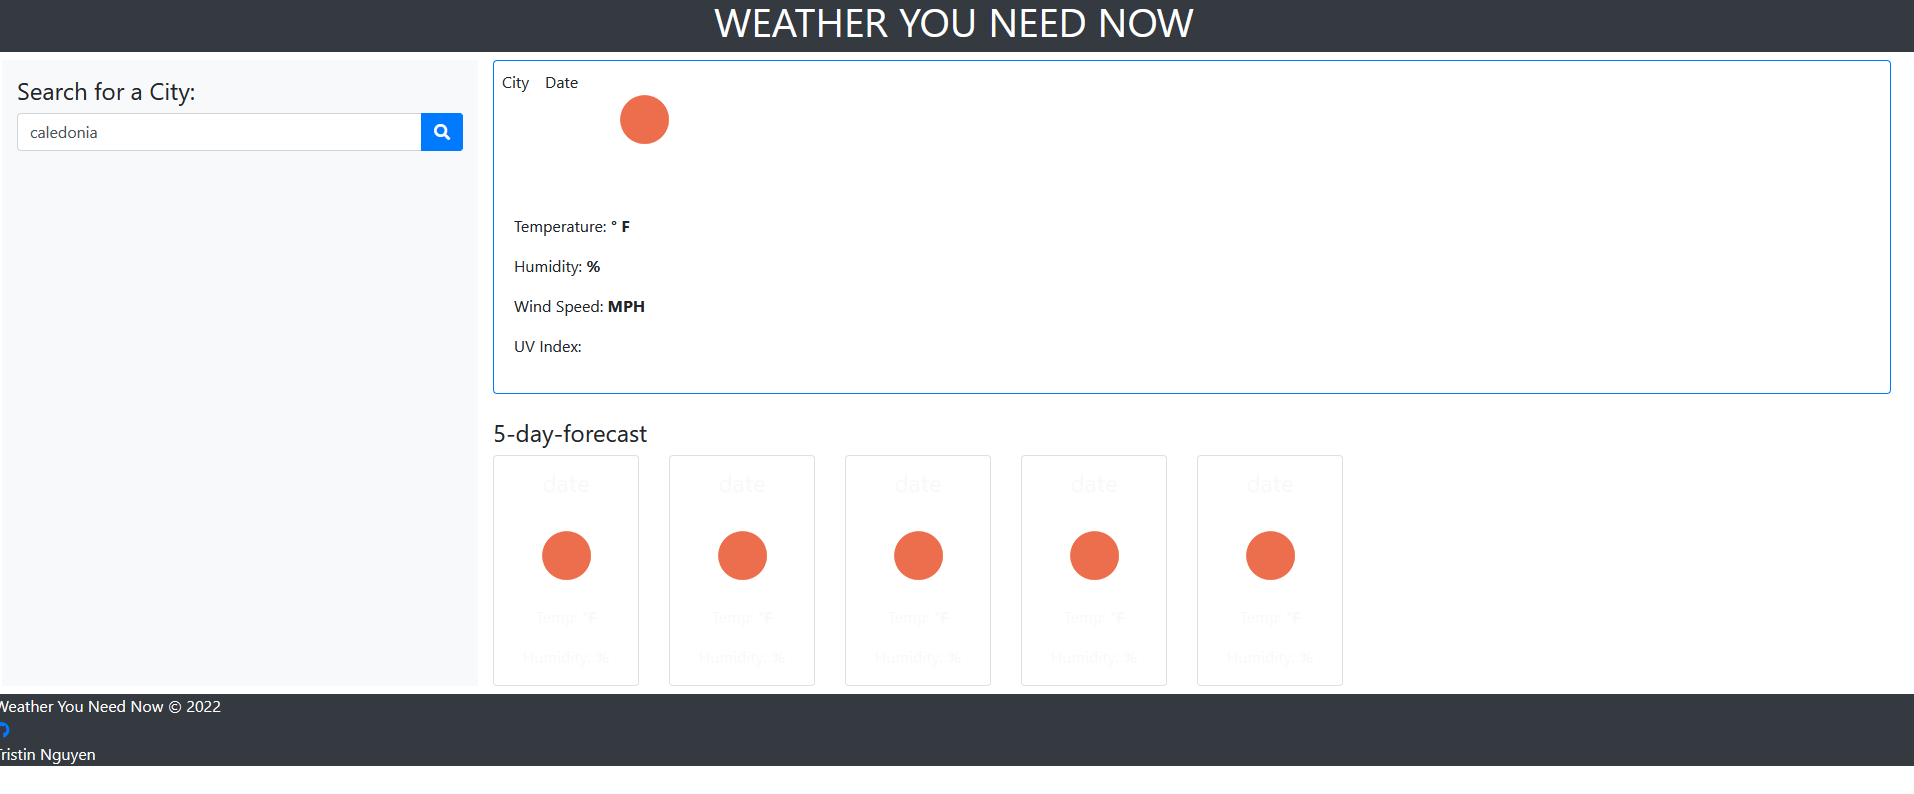 WEATHER YOU NEED NOW
Search for a City:
caledonia
City Date
Temperature: ° F
Humidity: %
Wind Speed: MPH
UV Index:
5-day-forecast
date date date date date
Temp: °F Temp: °F Temp: °F Temp: °F Temp: °F
Humidity: % Humidity: % Humidity: % Humidity: % Humidity: %
Weather You Need Now © 2022
Tristin Nguyen